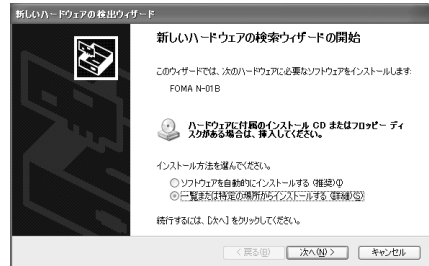 新しいハードウェアの検出ウィザード
新しいハードウェアの検索ウィザードの開始
このウィザードでは、次のハードウェアに必要なソフトウェアをインストールします:
FOMA N-01B
ハードウェアに付属のインストール CD またはフロッピー ディ
スクがある場合は、挿入してください。
インストール方法を選んでください。
ソフトウェアを自動的にインストールする (推奨)(I)
一覧または特定の場所からインストールする (詳細)(S)
続行するには、[次へ] をクリックしてください。
< 戻る(B) 次へ(N) > キャンセル